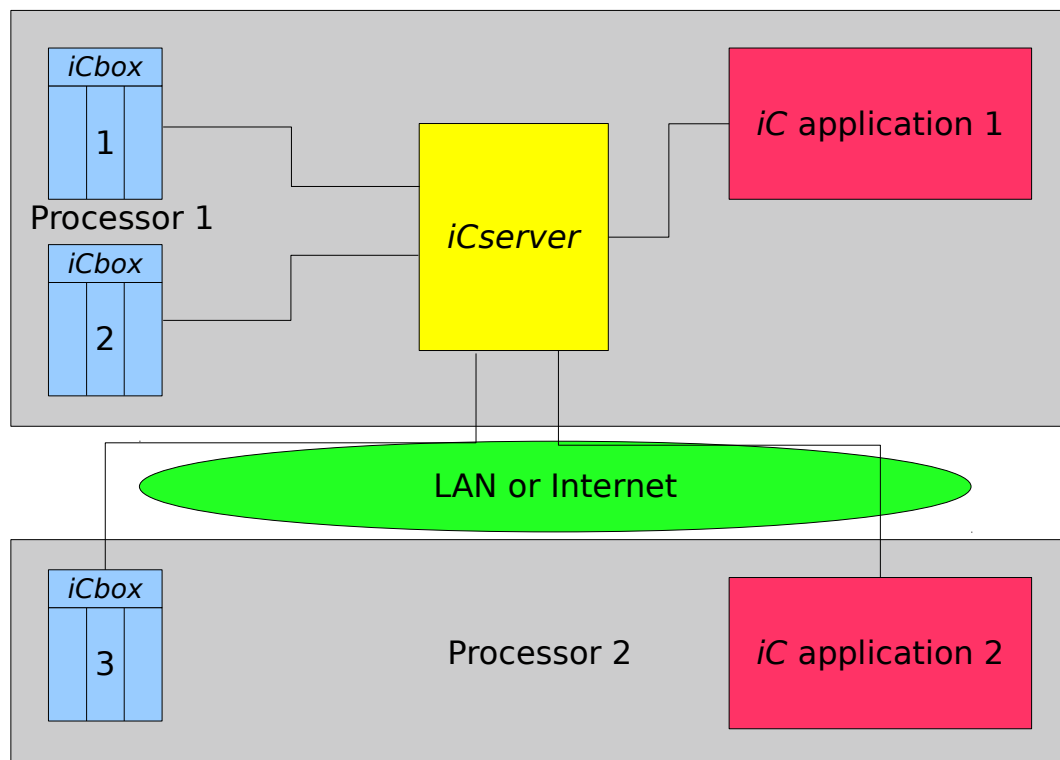 iCbox
1
Processor 1
iCbox
2
iCserver
iC application 1
LAN or Internet
iCbox
3
Processor 2
iC application 2